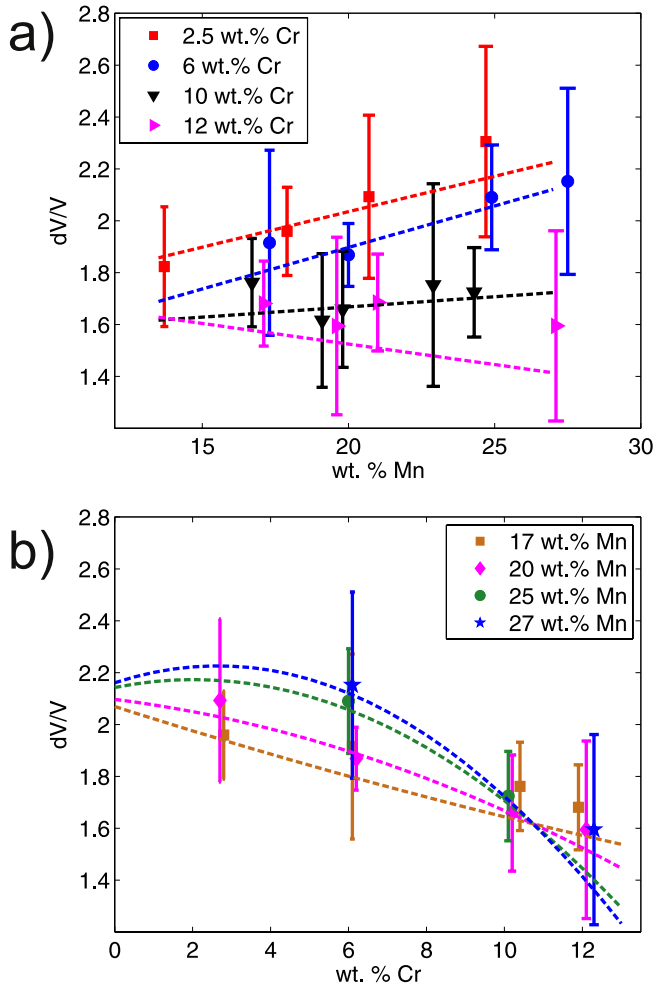 a)
2.8
2.6
2.4
2.2
2
1.8
1.6
1.4
dV/V
2.5 wt.% Cr
6 wt.% Cr
10 wt.% Cr
12 wt.% Cr
15 20 25 30
wt. % Mn
b)
2.8
2.6
2.4
2.2
2
1.8
1.6
1.4
dV/V
17 wt.% Mn
20 wt.% Mn
25 wt.% Mn
27 wt.% Mn
0 2 4 6 8 10 12
wt. % Cr